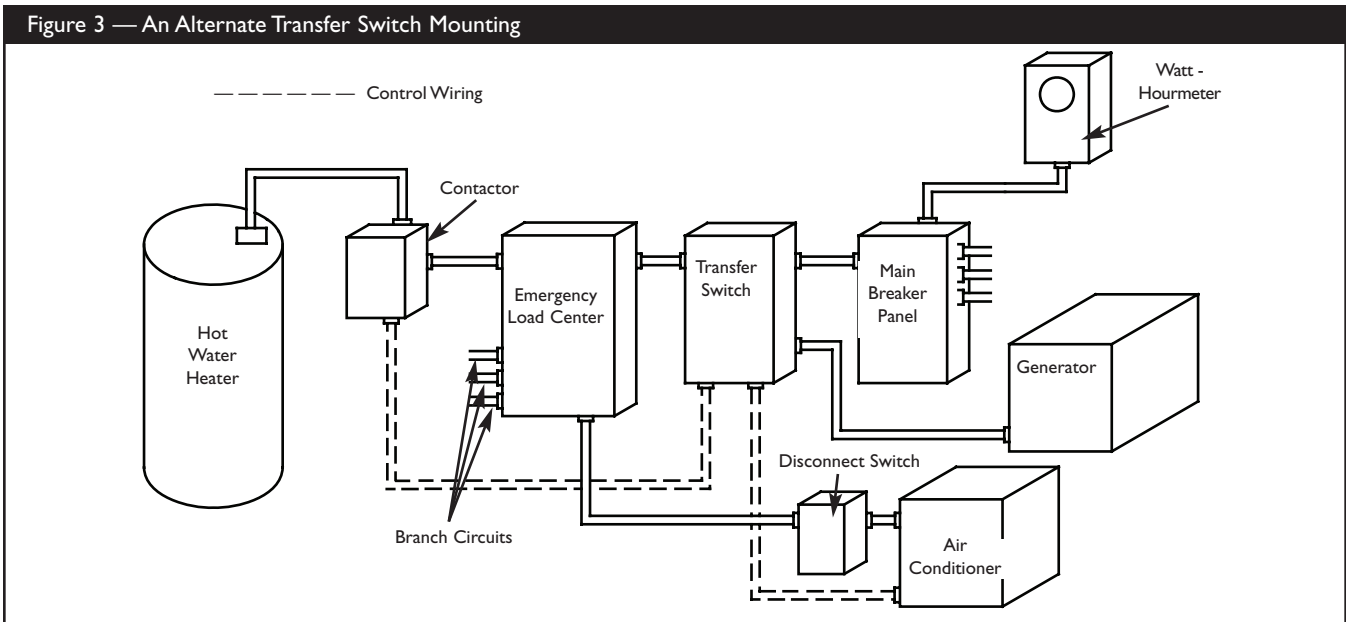 Figure 3 — An Alternate Transfer Switch Mounting
Control Wiring
Watt -
Hourmeter
Contactor
Transfer
Switch
Main
Breaker
Panel
Emergency
Load Center
Hot
Water
Heater
Generator
Disconnect Switch
Branch Circuits
Air
Conditioner